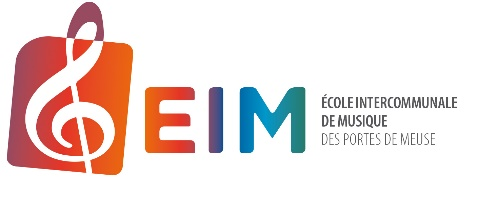 EIM
ÉCOLE INTERCOMMUNALE
DE MUSIQUE
DES PORTES DE MEUSE